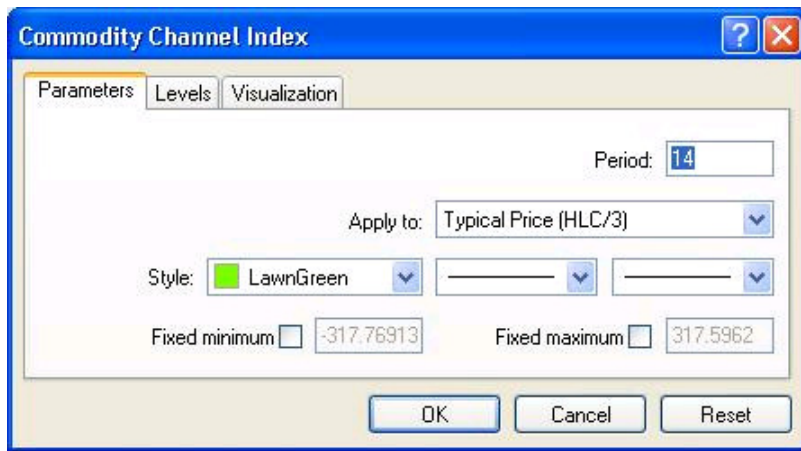 Commodity Channel Index
Parameters Levels Visualization
Period: 14
Apply to: Typical Price (HLC/3)
Style: LawnGreen
Fixed minimum -317.76913 Fixed maximum 317.5962
OK Cancel Reset